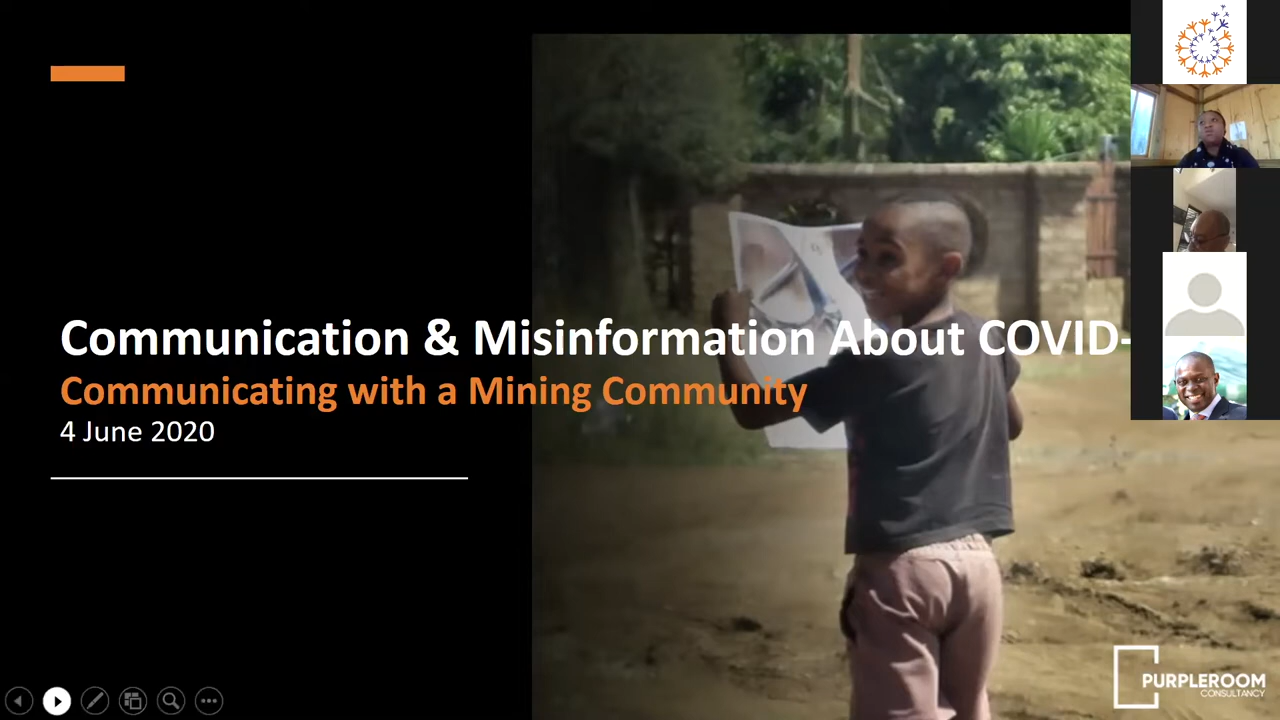 Communication & Misinformation About COVID-
Communicating with a Mining Community
4 June 2020
PURPLEROOM
CONSULTANCY